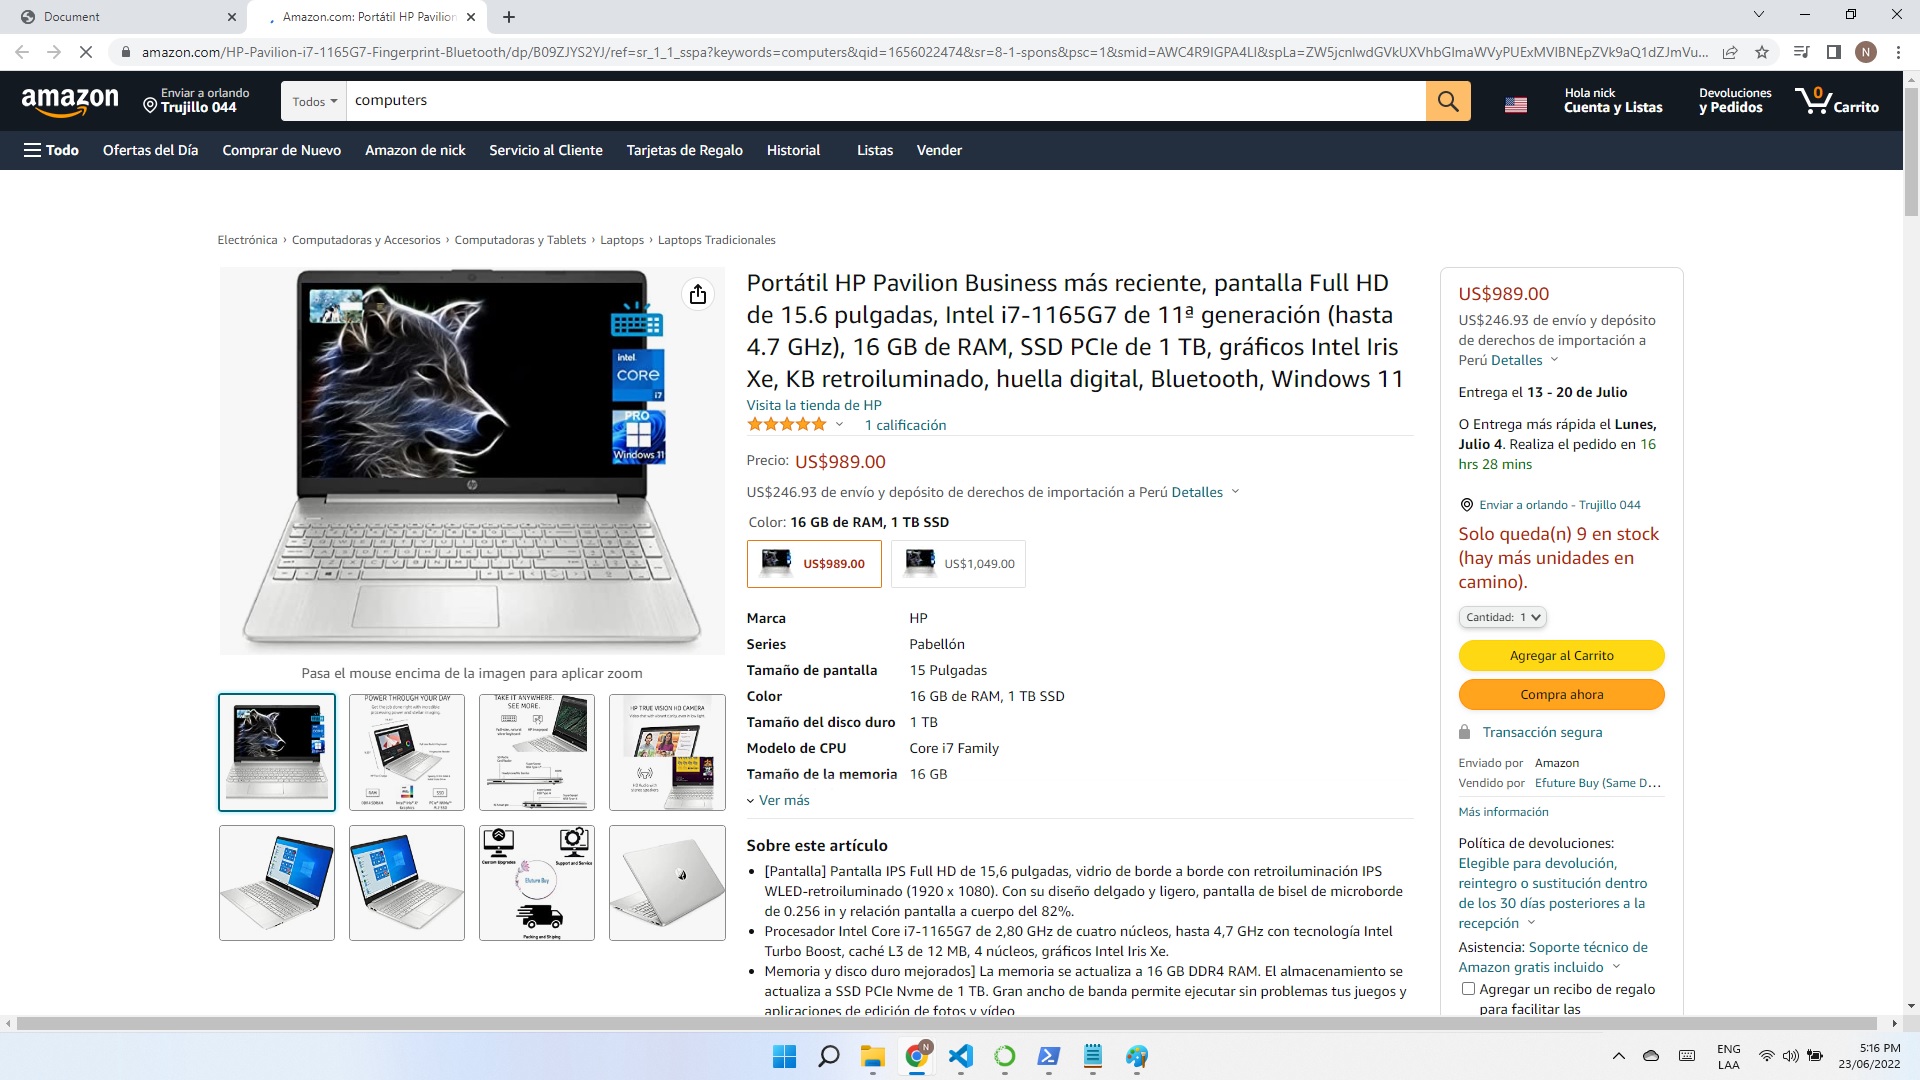 Document
Amazon.com: Portátil HP Pavilion
amazon.com/HP-Pavilion-i7-1165G7-Fingerprint-Bluetooth/dp/B09ZJYS2YJ/ref=sr_1_1_sspa?keywords=computers&qid=1656022474&sr=8-1-spons&psc=1&smid=AWC4R9IGPA4LI&spLa=ZW5jcnlwdGVkUXVhbGlmaWVyPUExMVlBNEpZVk9aQ1dZJmVu...
N
amazon
Enviar a orlando
Trujillo 044
Todos
computers
Hola nick
Cuenta y Listas
Devoluciones
y Pedidos
0
Carrito
Todo
Ofertas del Día
Comprar de Nuevo
Amazon de nick
Servicio al Cliente
Tarjetas de Regalo
Historial
Listas
Vender
Electrónica › Computadoras y Accesorios › Computadoras y Tablets › Laptops › Laptops Tradicionales
intel
CORE
i7
PRO
Windows 11
hp
Pasa el mouse encima de la imagen para aplicar zoom
POWER THROUGH YOUR DAY
TAKE IT ANYWHERE.
SEE MORE.
HP TRUE VISION HD CAMERA
Custom Upgrades
Support and Service
Efuture Buy
Packing and Shiping
Portátil HP Pavilion Business más reciente, pantalla Full HD
de 15.6 pulgadas, Intel i7-1165G7 de 11ª generación (hasta
4.7 GHz), 16 GB de RAM, SSD PCIe de 1 TB, gráficos Intel Iris
Xe, KB retroiluminado, huella digital, Bluetooth, Windows 11
Visita la tienda de HP
1 calificación
Precio: US$989.00
US$246.93 de envío y depósito de derechos de importación a Perú Detalles
Color: 16 GB de RAM, 1 TB SSD
US$989.00
US$1,049.00
Marca HP
Series Pabellón
Tamaño de pantalla 15 Pulgadas
Color 16 GB de RAM, 1 TB SSD
Tamaño del disco duro 1 TB
Modelo de CPU Core i7 Family
Tamaño de la memoria 16 GB
Ver más
Sobre este artículo
• [Pantalla] Pantalla IPS Full HD de 15,6 pulgadas, vidrio de borde a borde con retroiluminación IPS
WLED-retroiluminado (1920 x 1080). Con su diseño delgado y ligero, pantalla de bisel de microborde
de 0.256 in y relación pantalla a cuerpo del 82%.
• Procesador Intel Core i7-1165G7 de 2,80 GHz de cuatro núcleos, hasta 4,7 GHz con tecnología Intel
Turbo Boost, caché L3 de 12 MB, 4 núcleos, gráficos Intel Iris Xe.
• Memoria y disco duro mejorados] La memoria se actualiza a 16 GB DDR4 RAM. El almacenamiento se
actualiza a SSD PCIe Nvme de 1 TB. Gran ancho de banda permite ejecutar sin problemas tus juegos y
aplicaciones de edición de fotos y vídeo
US$989.00
US$246.93 de envío y depósito
de derechos de importación a
Perú Detalles
Entrega el 13 - 20 de Julio
O Entrega más rápida el Lunes,
Julio 4. Realiza el pedido en 16
hrs 28 mins
Enviar a orlando - Trujillo 044
Solo queda(n) 9 en stock
(hay más unidades en
camino).
Cantidad: 1
Agregar al Carrito
Compra ahora
Transacción segura
Enviado por Amazon
Vendido por Efuture Buy (Same D...
Más información
Política de devoluciones:
Elegible para devolución,
reintegro o sustitución dentro
de los 30 días posteriores a la
recepción
Asistencia: Soporte técnico de
Amazon gratis incluido
Agregar un recibo de regalo
para facilitar las
N
ENG
LAA
5:16 PM
23/06/2022